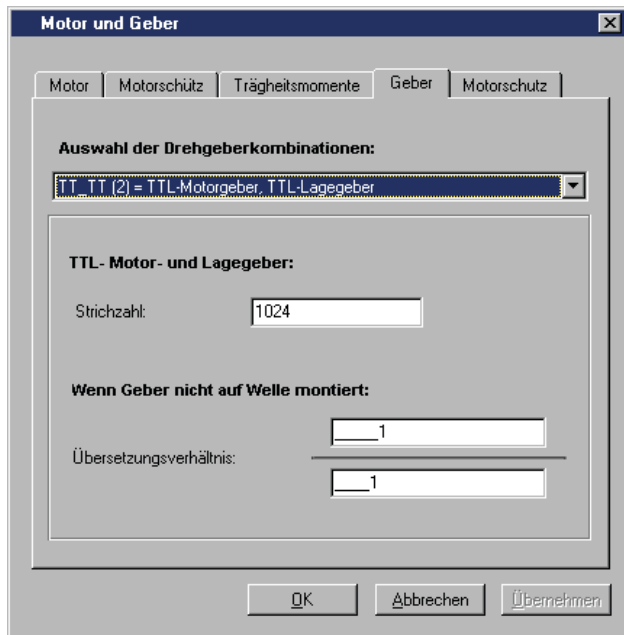 Motor und Geber
Motor Motorschütz Trägheitsmomente Geber Motorschutz
Auswahl der Drehgeberkombinationen:
TT_TT (2) = TTL-Motorgeber, TTL-Lagegeber
TTL- Motor- und Lagegeber:
Strichzahl: 1024
Wenn Geber nicht auf Welle montiert:
____1
Übersetzungsverhältnis:
____1
OK Abbrechen Übernehmen